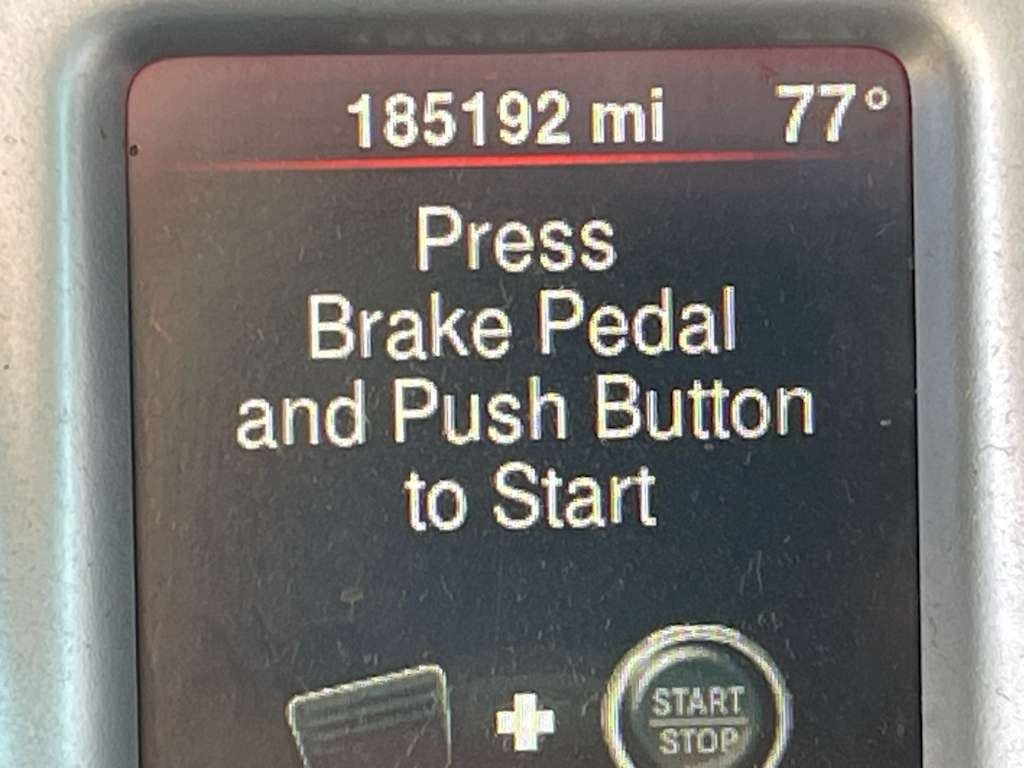 185192 mi 77°
Press
Brake Pedal
and Push Button
to Start
START
STOP